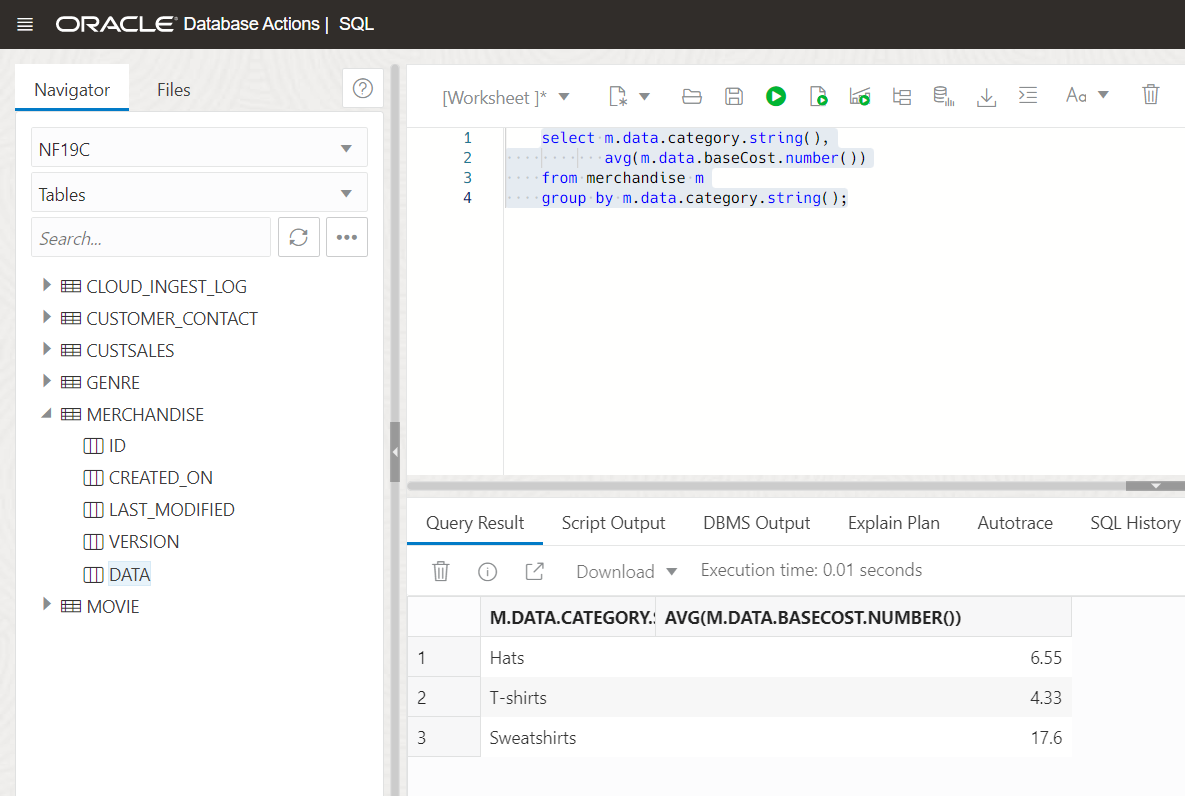 ORACLE Database Actions | SQL
Navigator
Files
NF19C
Tables
Search...
CLOUD_INGEST_LOG
CUSTOMER_CONTACT
CUSTSALES
GENRE
MERCHANDISE
ID
CREATED_ON
LAST_MODIFIED
VERSION
DATA
MOVIE
[Worksheet ]*
Aa
1 select m.data.category.string(),
2 avg(m.data.baseCost.number())
3 from merchandise m
4 group by m.data.category.string();
Query Result Script Output DBMS Output Explain Plan Autotrace SQL History
Download Execution time: 0.01 seconds
M.DATA.CATEGORY.S AVG(M.DATA.BASECOST.NUMBER())
1 Hats 6.55
2 T-shirts 4.33
3 Sweatshirts 17.6